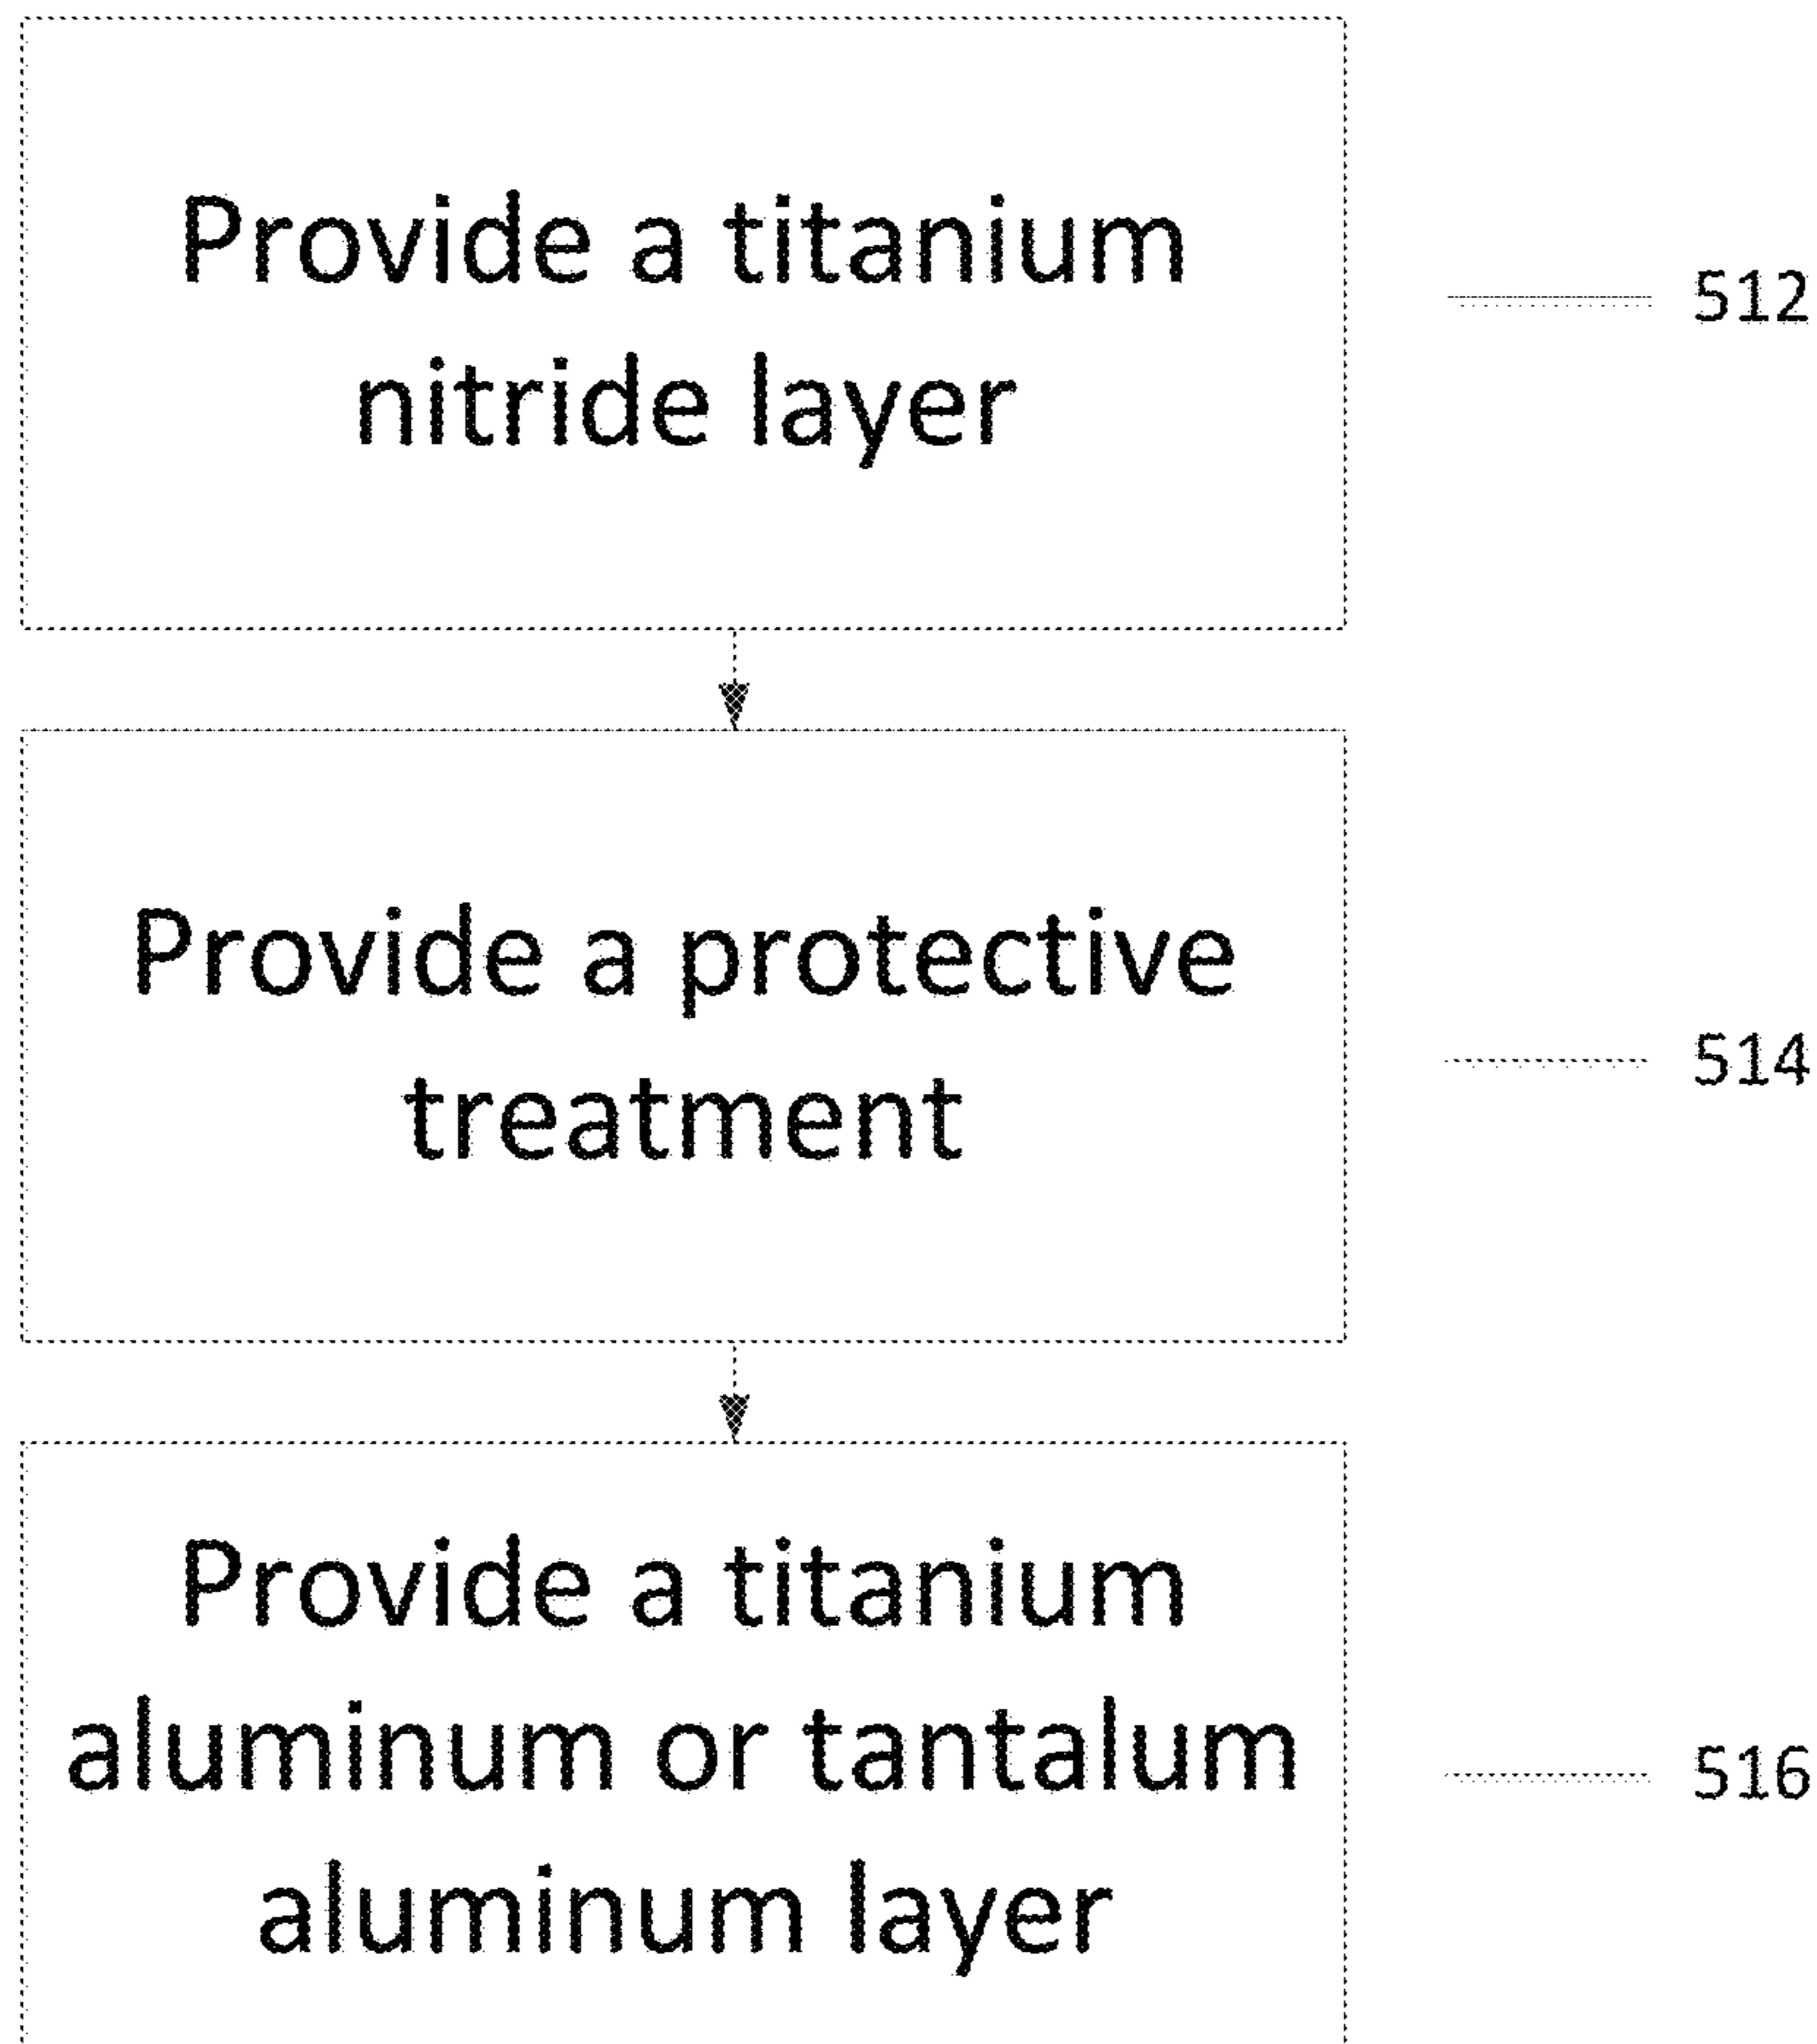 Provide a titanium
nitride layer
512
Provide a protective
treatment
514
Provide a titanium
aluminum or tantalum
aluminum layer
516